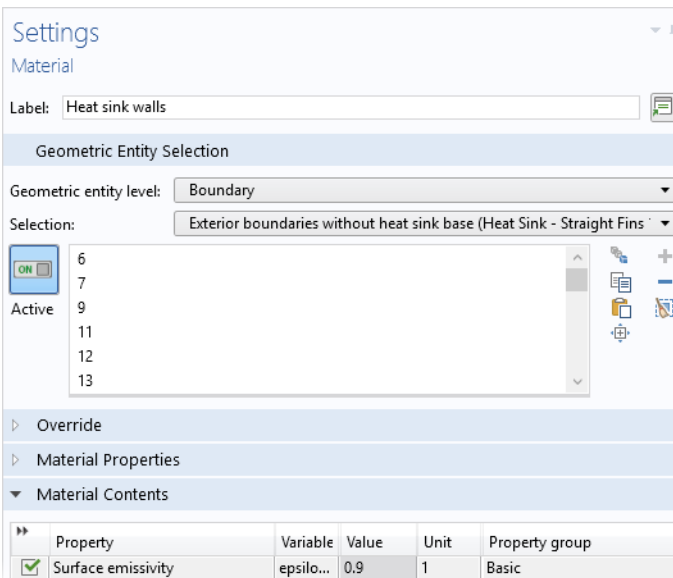 Settings
Material
Label: Heat sink walls
Geometric Entity Selection
Geometric entity level: Boundary
Selection: Exterior boundaries without heat sink base (Heat Sink - Straight Fins
ON
6
7
Active 9
11
12
13
Override
Material Properties
Material Contents
Property Variable Value Unit Property group
Surface emissivity epsilo... 0.9 1 Basic